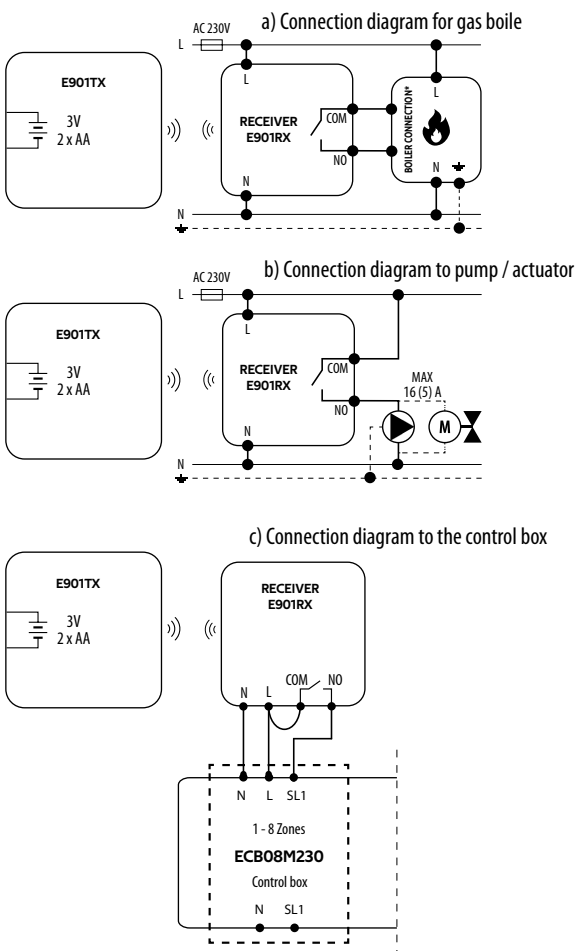 a) Connection diagram for gas boile
AC 230V
L
E901TX
3V
2 x AA
L
RECEIVER
E901RX
COM
NO
N
L
BOILER CONNECTION*
N
N
b) Connection diagram to pump / actuator
AC 230V
L
E901TX
3V
2 x AA
L
RECEIVER
E901RX
COM
NO
N
MAX
16 (5) A
M
N
c) Connection diagram to the control box
E901TX
3V
2 x AA
RECEIVER
E901RX
N L COM NO
N L SL1
1 - 8 Zones
ECB08M230
Control box
N SL1